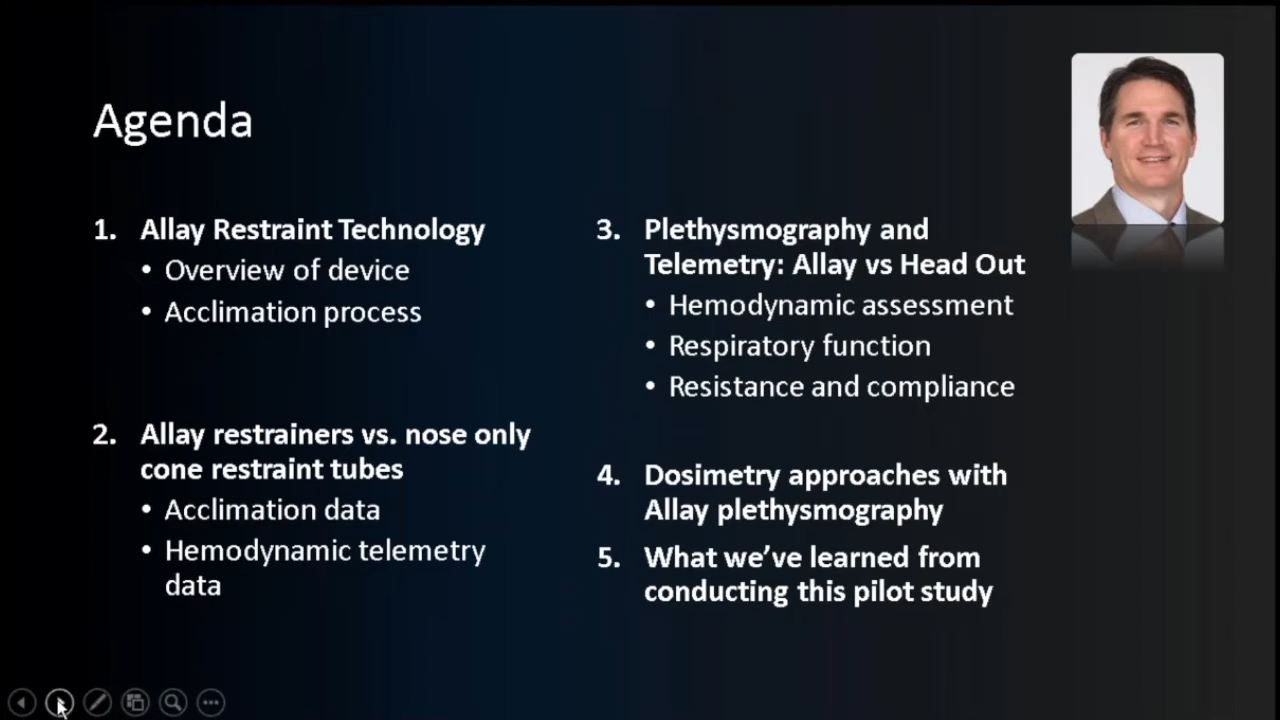 Agenda
1. Allay Restraint Technology
• Overview of device
• Acclimation process
2. Allay restrainers vs. nose only
cone restraint tubes
• Acclimation data
• Hemodynamic telemetry
data
3. Plethysmography and
Telemetry: Allay vs Head Out
• Hemodynamic assessment
• Respiratory function
• Resistance and compliance
4. Dosimetry approaches with
Allay plethysmography
5. What we’ve learned from
conducting this pilot study